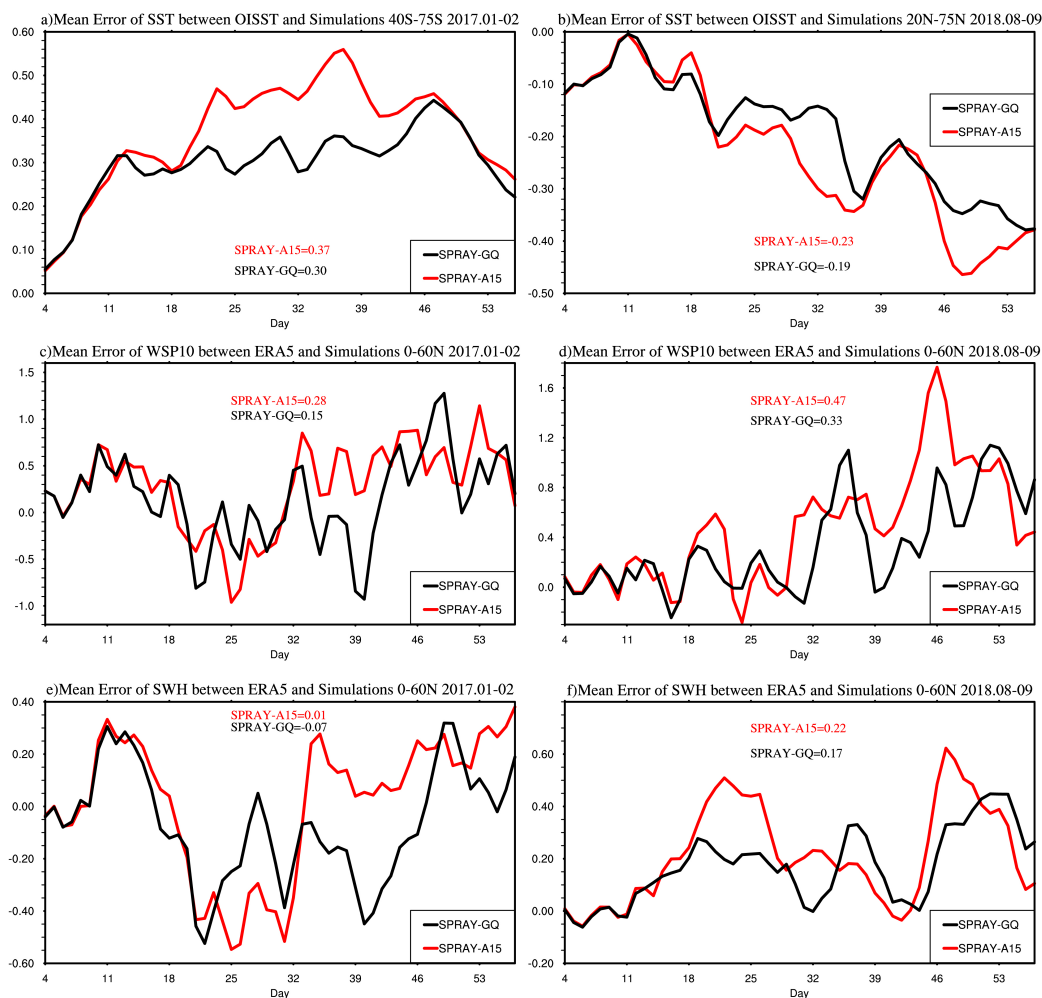 a)Mean Error of SST between OISST and Simulations 40S-75S 2017.01-02
0.60
0.50
0.40
0.30
0.20
0.10
0.00
4 11 18 25 32 39 46 53
Day
SPRAY-A15=0.37
SPRAY-GQ=0.30
SPRAY-GQ
SPRAY-A15
b)Mean Error of SST between OISST and Simulations 20N-75N 2018.08-09
0.00
-0.10
-0.20
-0.30
-0.40
-0.50
4 11 18 25 32 39 46 53
Day
SPRAY-GQ
SPRAY-A15
SPRAY-A15=-0.23
SPRAY-GQ=-0.19
c)Mean Error of WSP10 between ERA5 and Simulations 0-60N 2017.01-02
1.5
1.0
0.5
0.0
-0.5
-1.0
4 11 18 25 32 39 46 53
Day
SPRAY-A15=0.28
SPRAY-GQ=0.15
SPRAY-GQ
SPRAY-A15
d)Mean Error of WSP10 between ERA5 and Simulations 0-60N 2018.08-09
1.6
1.2
0.8
0.4
0.0
4 11 18 25 32 39 46 53
Day
SPRAY-A15=0.47
SPRAY-GQ=0.33
SPRAY-GQ
SPRAY-A15
e)Mean Error of SWH between ERA5 and Simulations 0-60N 2017.01-02
0.40
0.20
0.00
-0.20
-0.40
-0.60
4 11 18 25 32 39 46 53
Day
SPRAY-A15=0.01
SPRAY-GQ=-0.07
SPRAY-GQ
SPRAY-A15
f)Mean Error of SWH between ERA5 and Simulations 0-60N 2018.08-09
0.60
0.40
0.20
0.00
-0.20
4 11 18 25 32 39 46 53
Day
SPRAY-A15=0.22
SPRAY-GQ=0.17
SPRAY-GQ
SPRAY-A15